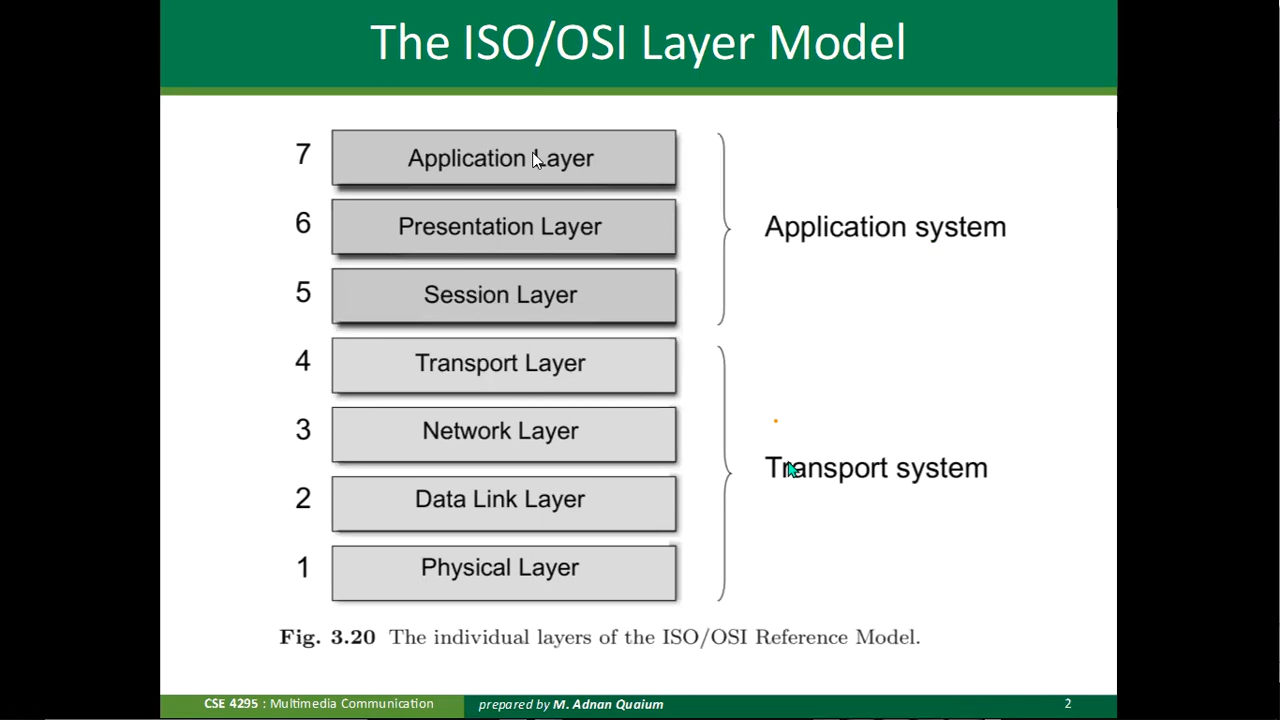 The ISO/OSI Layer Model
7 Application Layer
6 Presentation Layer
Application system
5 Session Layer
4 Transport Layer
3 Network Layer
Transport system
2 Data Link Layer
1 Physical Layer
Fig. 3.20 The individual layers of the ISO/OSI Reference Model.
CSE 4295 : Multimedia Communication prepared by M. Adnan Quaium 2